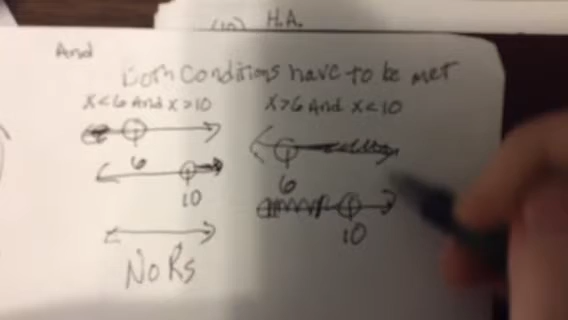 H.A.
And
Both Conditions have to be met
x<6 And x>10
x>6 And x<10
6
10
No Rs
6
10